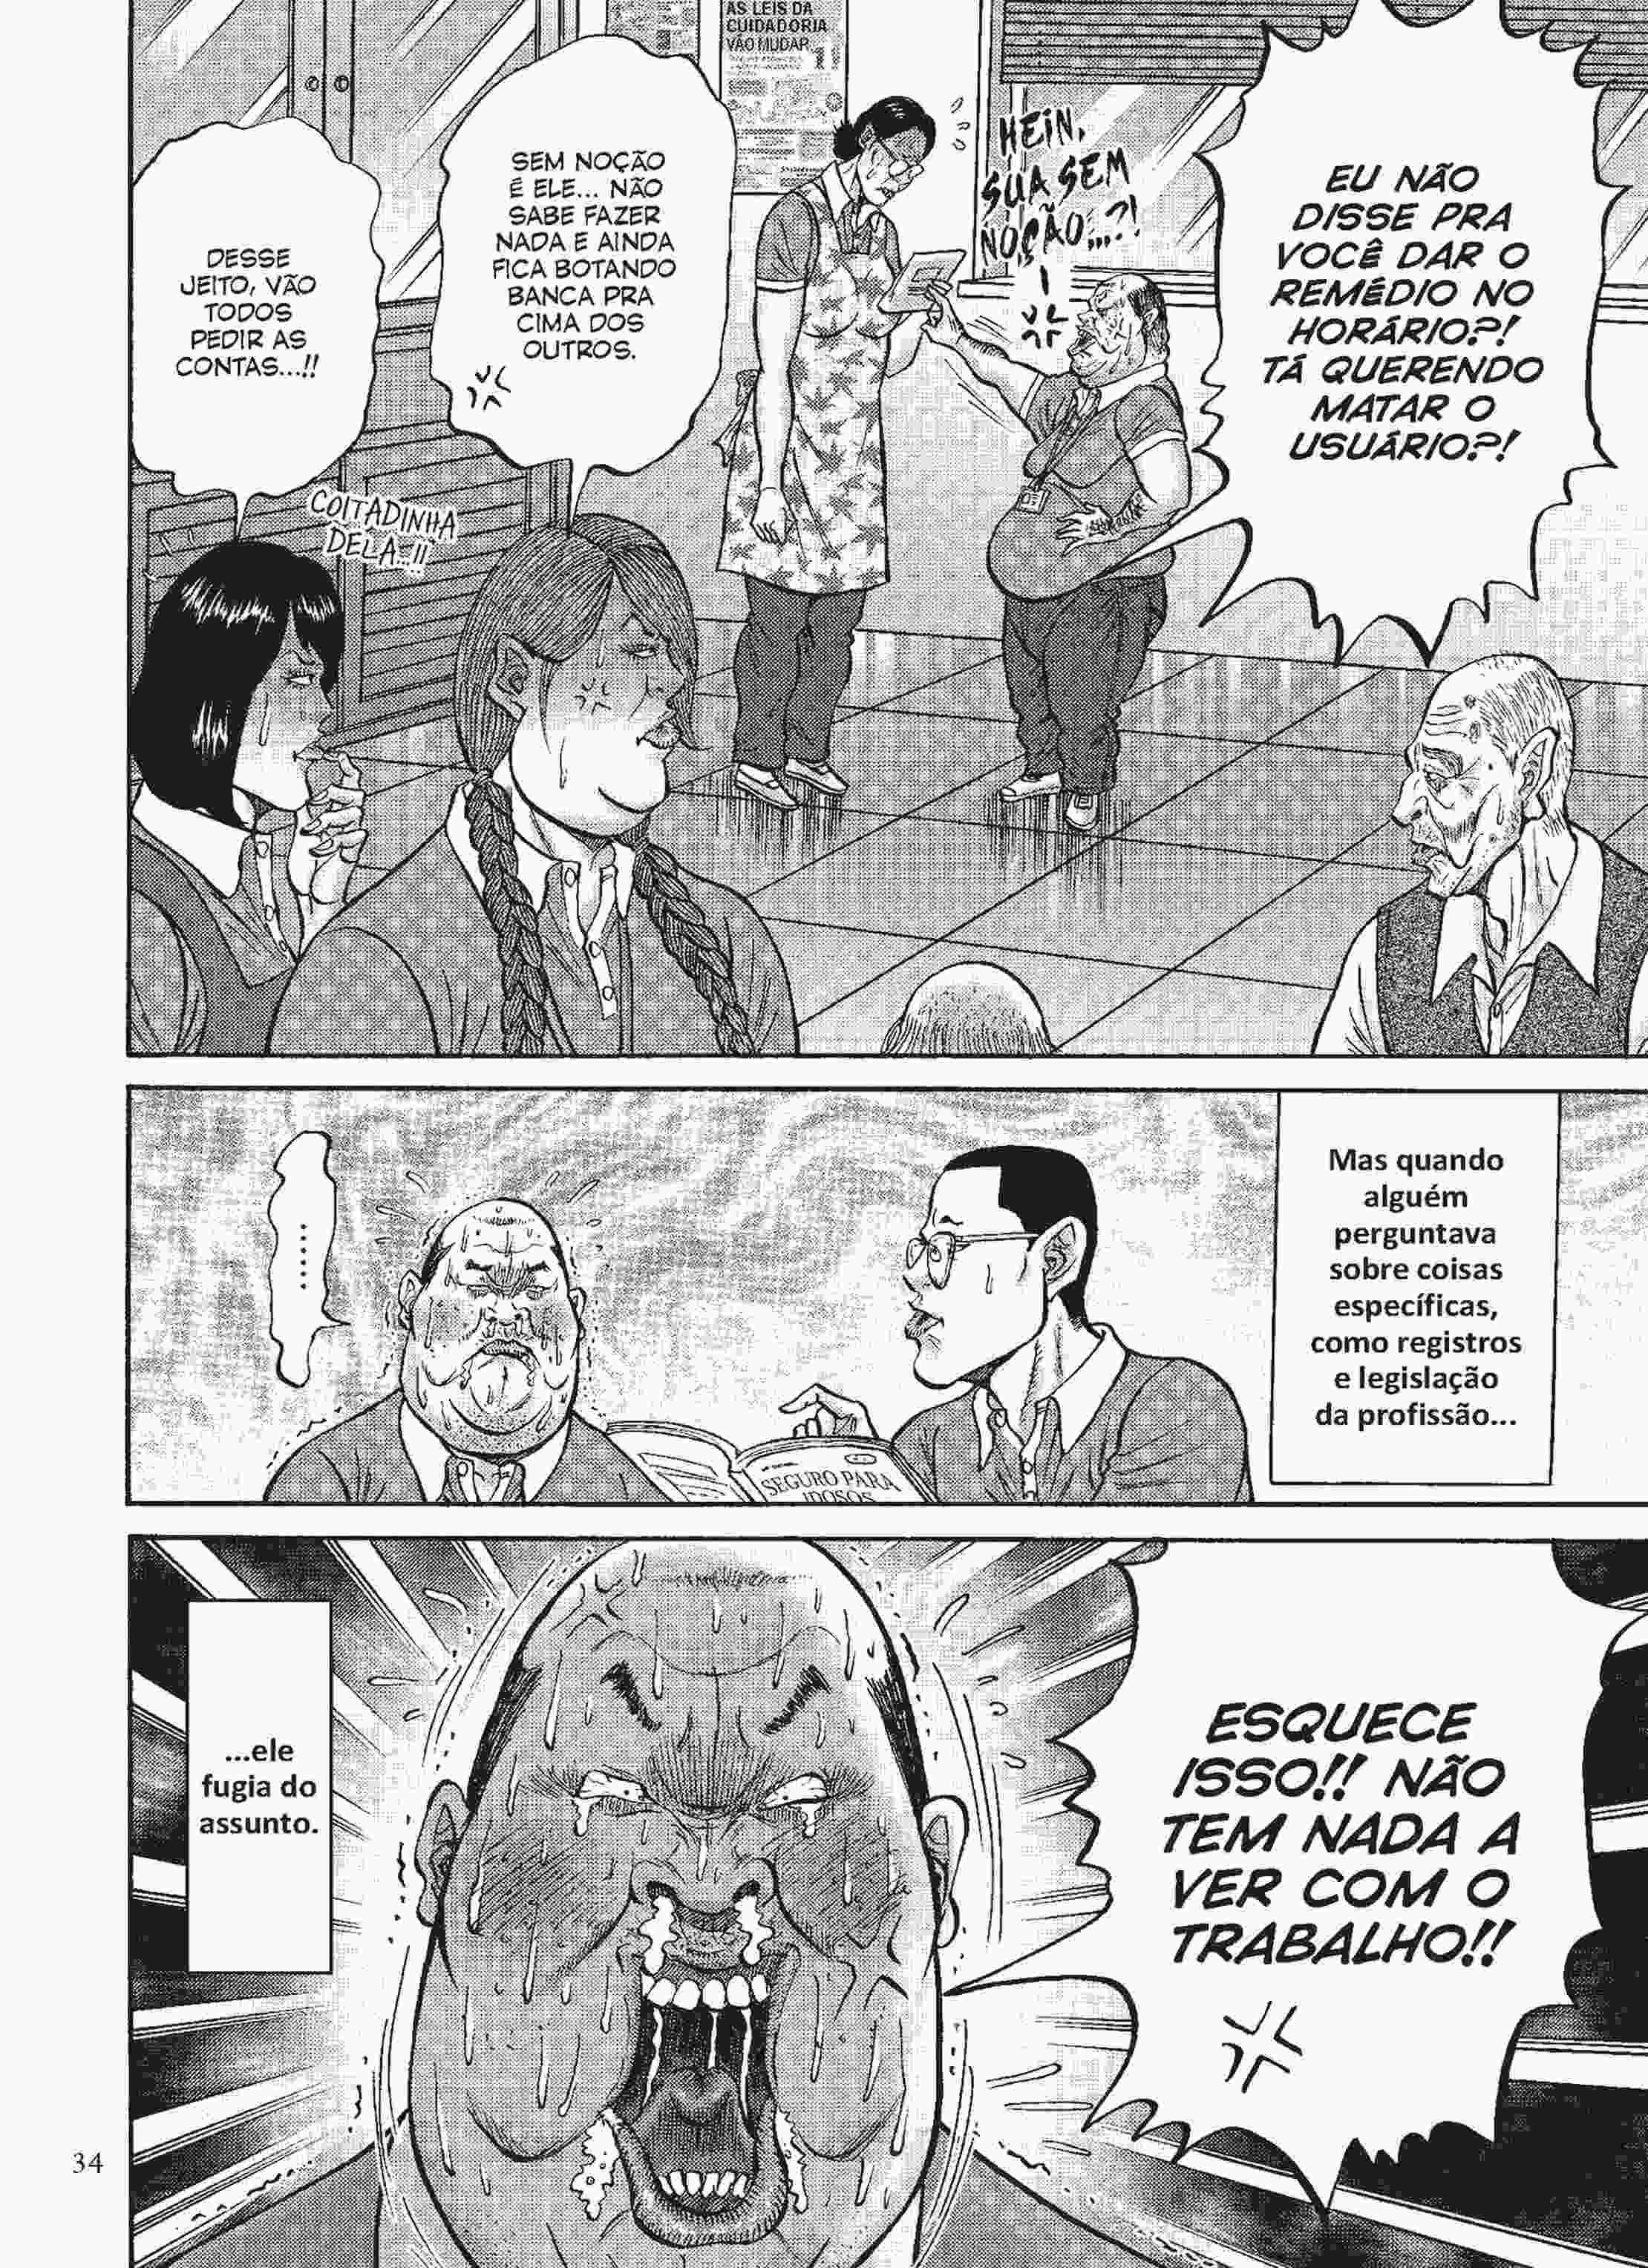 EU NÃO
DISSE PRA
VOCÊ DAR O
REMÉDIO NO
HORÁRIO?!
TÁ QUERENDO
MATAR O
USUÁRIO?!
HEIN,
SUA SEM
NOÇÃO...?!
AS LEIS DA
CUIDADORIA
VÃO MUDAR
SEM NOÇÃO
É ELE... NÃO
SABE FAZER
NADA E AINDA
FICA BOTANDO
BANCA PRA
CIMA DOS
OUTROS.
DESSE
JEITO, VÃO
TODOS
PEDIR AS
CONTAS...!!
COITADINHA
DELA...!!
Mas quando
alguém
perguntava
sobre coisas
específicas,
como registros
e legislação
da profissão...
SEGURO PARA
IDOSOS
......
ESQUECE
ISSO!! NÃO
TEM NADA A
VER COM O
TRABALHO!!
...ele
fugia do
assunto.
34